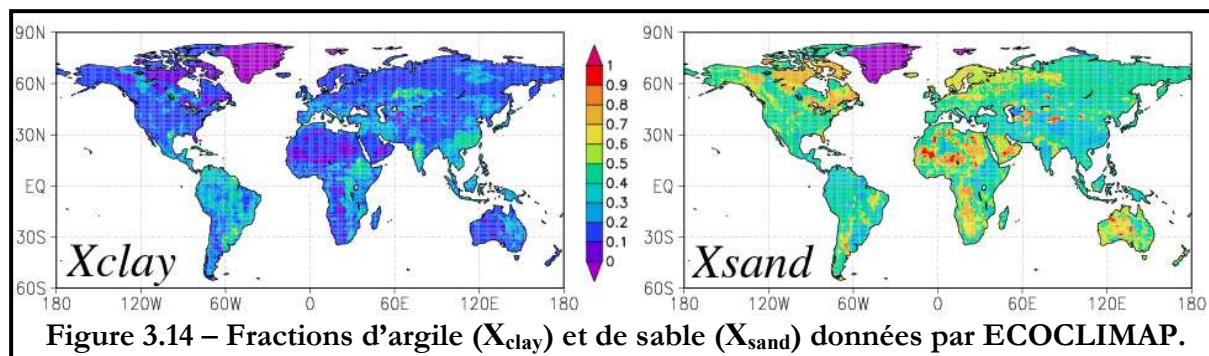 90N
60N
30N
EQ
30S
60S
Xclay
180 120W 60W 0 60E 120E 180
1
0.9
0.8
0.7
0.6
0.5
0.4
0.3
0.2
0.1
0
90N
60N
30N
EQ
30S
60S
Xsand
180 120W 60W 0 60E 120E 180
Figure 3.14 – Fractions d'argile (Xclay) et de sable (Xsand) données par ECOCLIMAP.